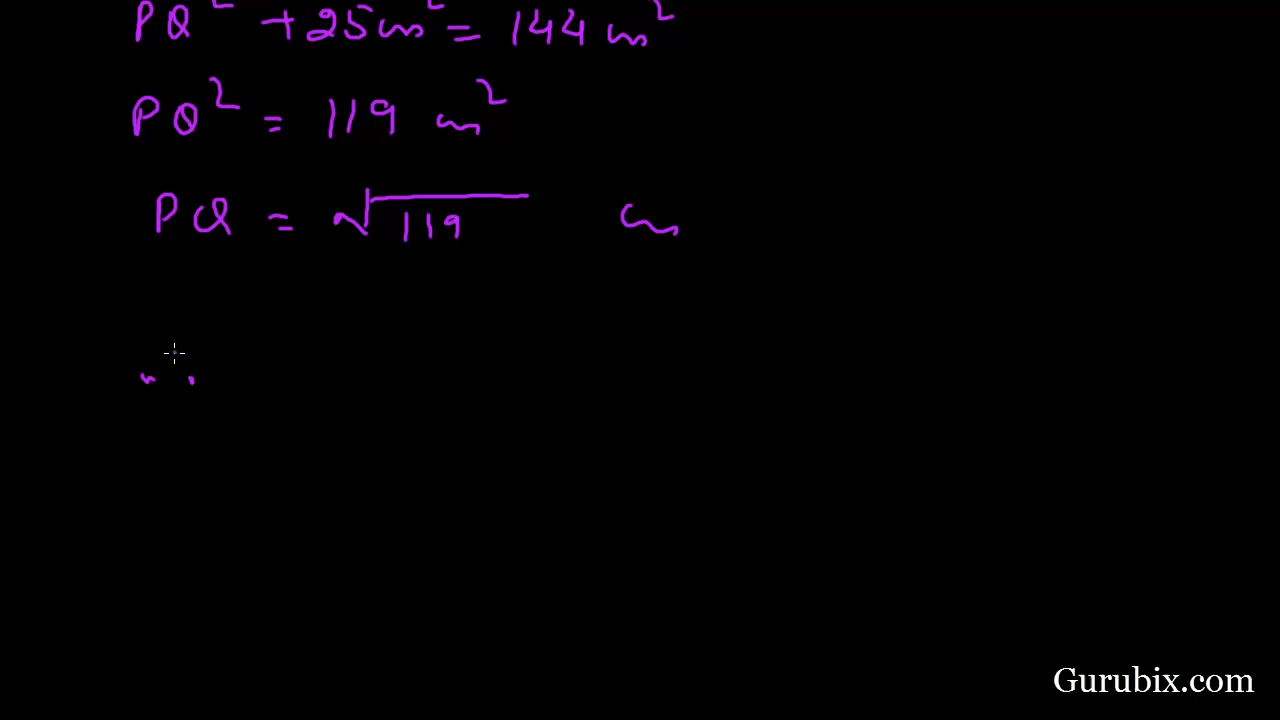 PQ² + 25 cm² = 144 cm²
PQ² = 119 cm²
PQ = √119 cm
Gurubix.com